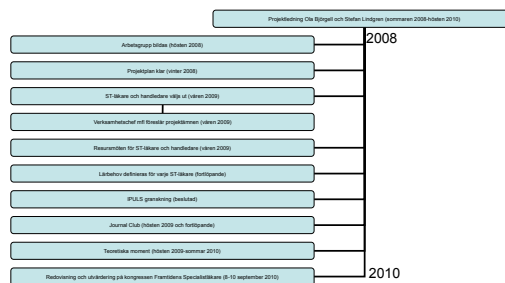 Projektledning Ola Björgell och Stefan Lindgren (sommaren 2008-hösten 2010)
2008
Arbetsgrupp bildas (hösten 2008)
Projektplan klar (vinter 2008)
ST-läkare och handledare väljs ut (våren 2009)
Verksamhetschef mfl föreslår projektämnen (våren 2009)
Resursmöten för ST-läkare och handledare (våren 2009)
Lärbehov definieras för varje ST-läkare (fortlöpande)
IPULS granskning (beslutad)
Journal Club (hösten 2009 och fortlöpande)
Teoretiska moment (hösten 2009-sommar 2010)
Redovisning och utvärdering på kongressen Framtidens Specialistläkare (8-10 september 2010)
2010